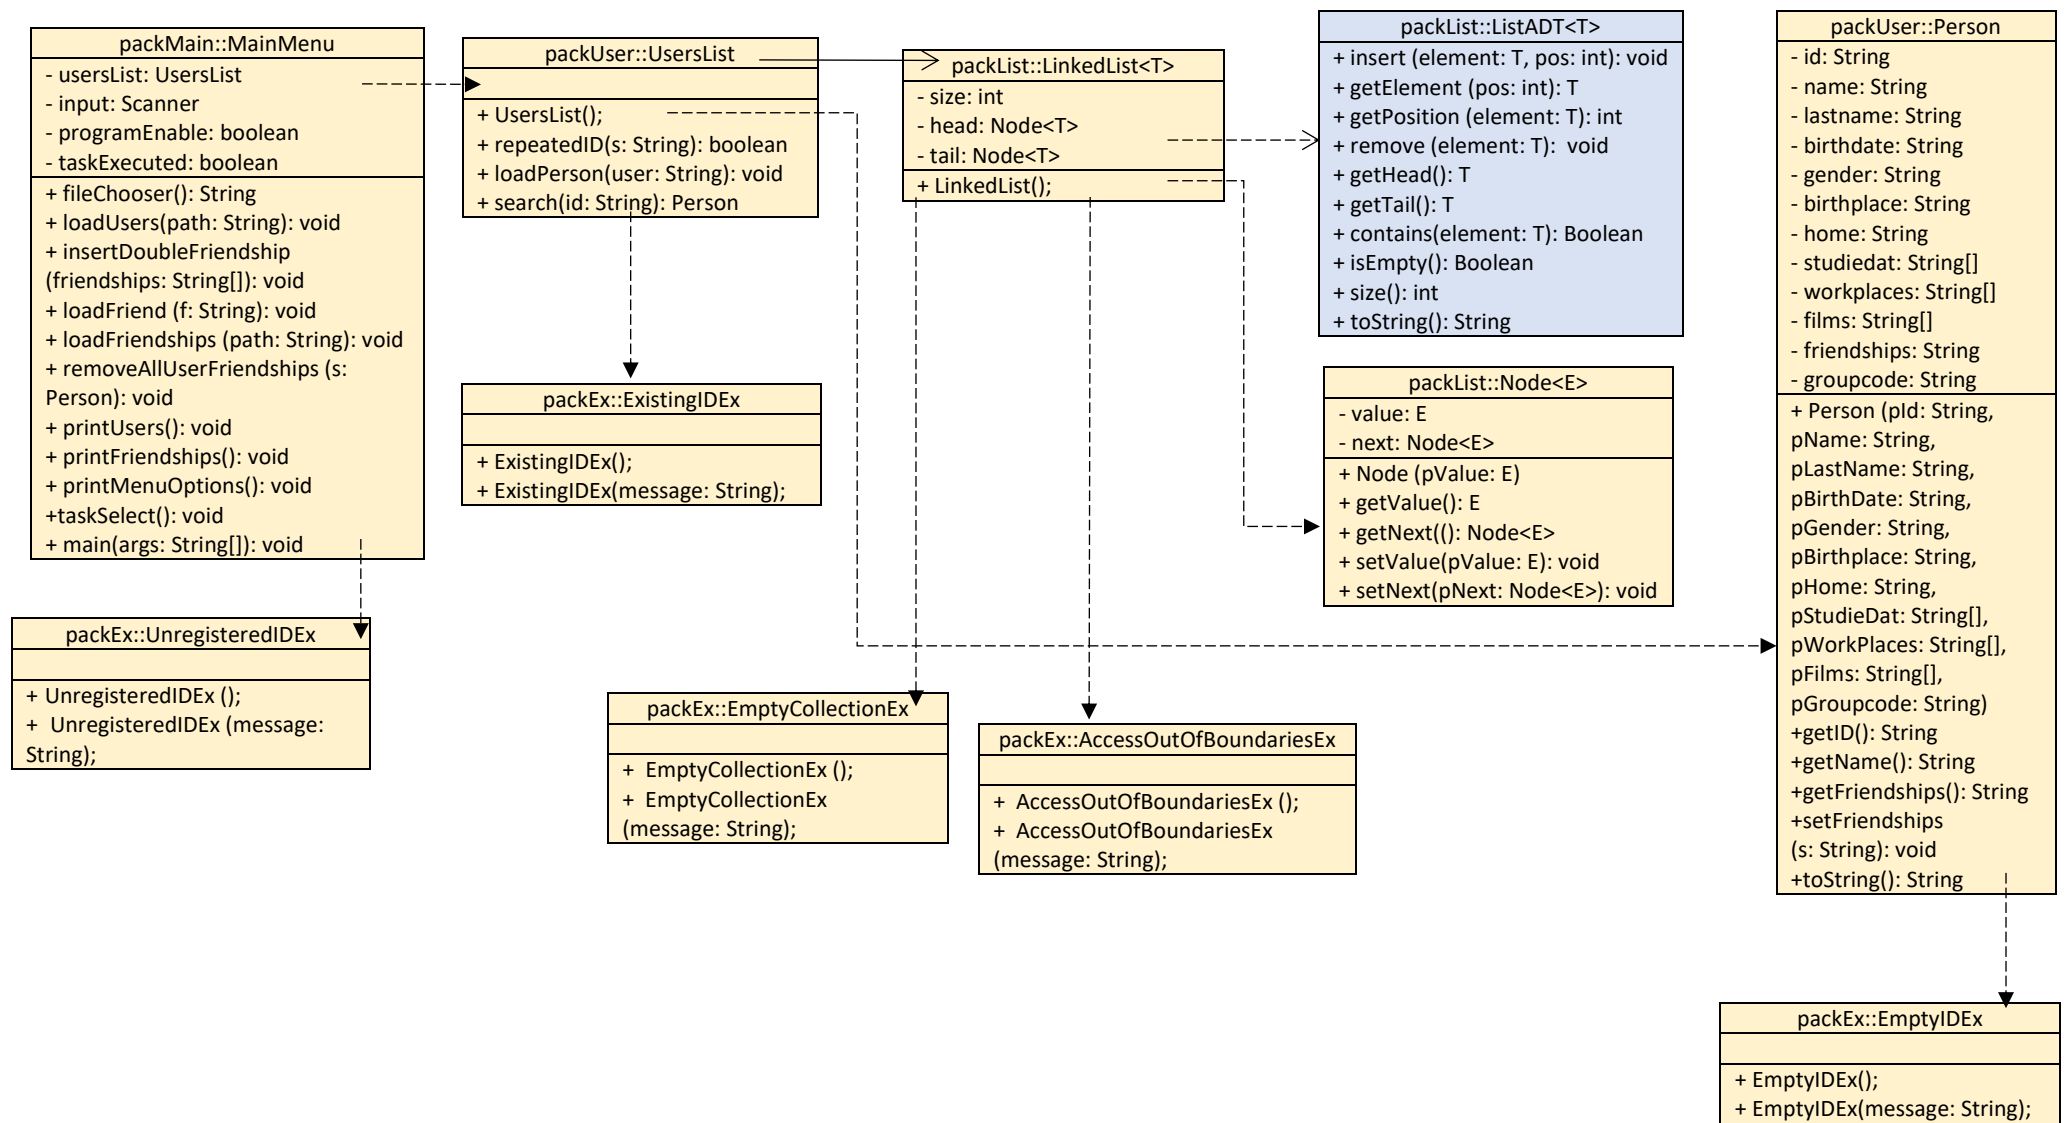 packMain::MainMenu
- usersList: UsersList
- input: Scanner
- programEnable: boolean
- taskExecuted: boolean
+ fileChooser(): String
+ loadUsers(path: String): void
+ insertDoubleFriendship
(friendships: String[]): void
+ loadFriend (f: String): void
+ loadFriendships (path: String): void
+ removeAllUserFriendships (s:
Person): void
+ printUsers(): void
+ printFriendships(): void
+ printMenuOptions(): void
+taskSelect(): void
+ main(args: String[]): void
packUser::UsersList
+ UsersList();
+ repeatedID(s: String): boolean
+ loadPerson(user: String): void
+ search(id: String): Person
packList::LinkedList<T>
- size: int
- head: Node<T>
- tail: Node<T>
+ LinkedList();
packList::ListADT<T>
+ insert (element: T, pos: int): void
+ getElement (pos: int): T
+ getPosition (element: T): int
+ remove (element: T):  void
+ getHead(): T
+ getTail(): T
+ contains(element: T): Boolean
+ isEmpty(): Boolean
+ size(): int
+ toString(): String
packUser::Person
- id: String
- name: String
- lastname: String
- birthdate: String
- gender: String
- birthplace: String
- home: String
- studiedat: String[]
- workplaces: String[]
- films: String[]
- friendships: String
- groupcode: String
+ Person (pId: String,
pName: String,
pLastName: String,
pBirthDate: String,
pGender: String,
pBirthplace: String,
pHome: String,
pStudieDat: String[],
pWorkPlaces: String[],
pFilms: String[],
pGroupcode: String)
+getID(): String
+getName(): String
+getFriendships(): String
+setFriendships
(s: String): void
+toString(): String
packEx::ExistingIDEx
+ ExistingIDEx();
+ ExistingIDEx(message: String);
packList::Node<E>
- value: E
- next: Node<E>
+ Node (pValue: E)
+ getValue(): E
+ getNext((): Node<E>
+ setValue(pValue: E): void
+ setNext(pNext: Node<E>): void
packEx::UnregisteredIDEx
+ UnregisteredIDEx ();
+  UnregisteredIDEx (message:
String);
packEx::EmptyCollectionEx
+  EmptyCollectionEx ();
+  EmptyCollectionEx
(message: String);
packEx::AccessOutOfBoundariesEx
+  AccessOutOfBoundariesEx ();
+  AccessOutOfBoundariesEx
(message: String);
packEx::EmptyIDEx
+ EmptyIDEx();
+ EmptyIDEx(message: String);